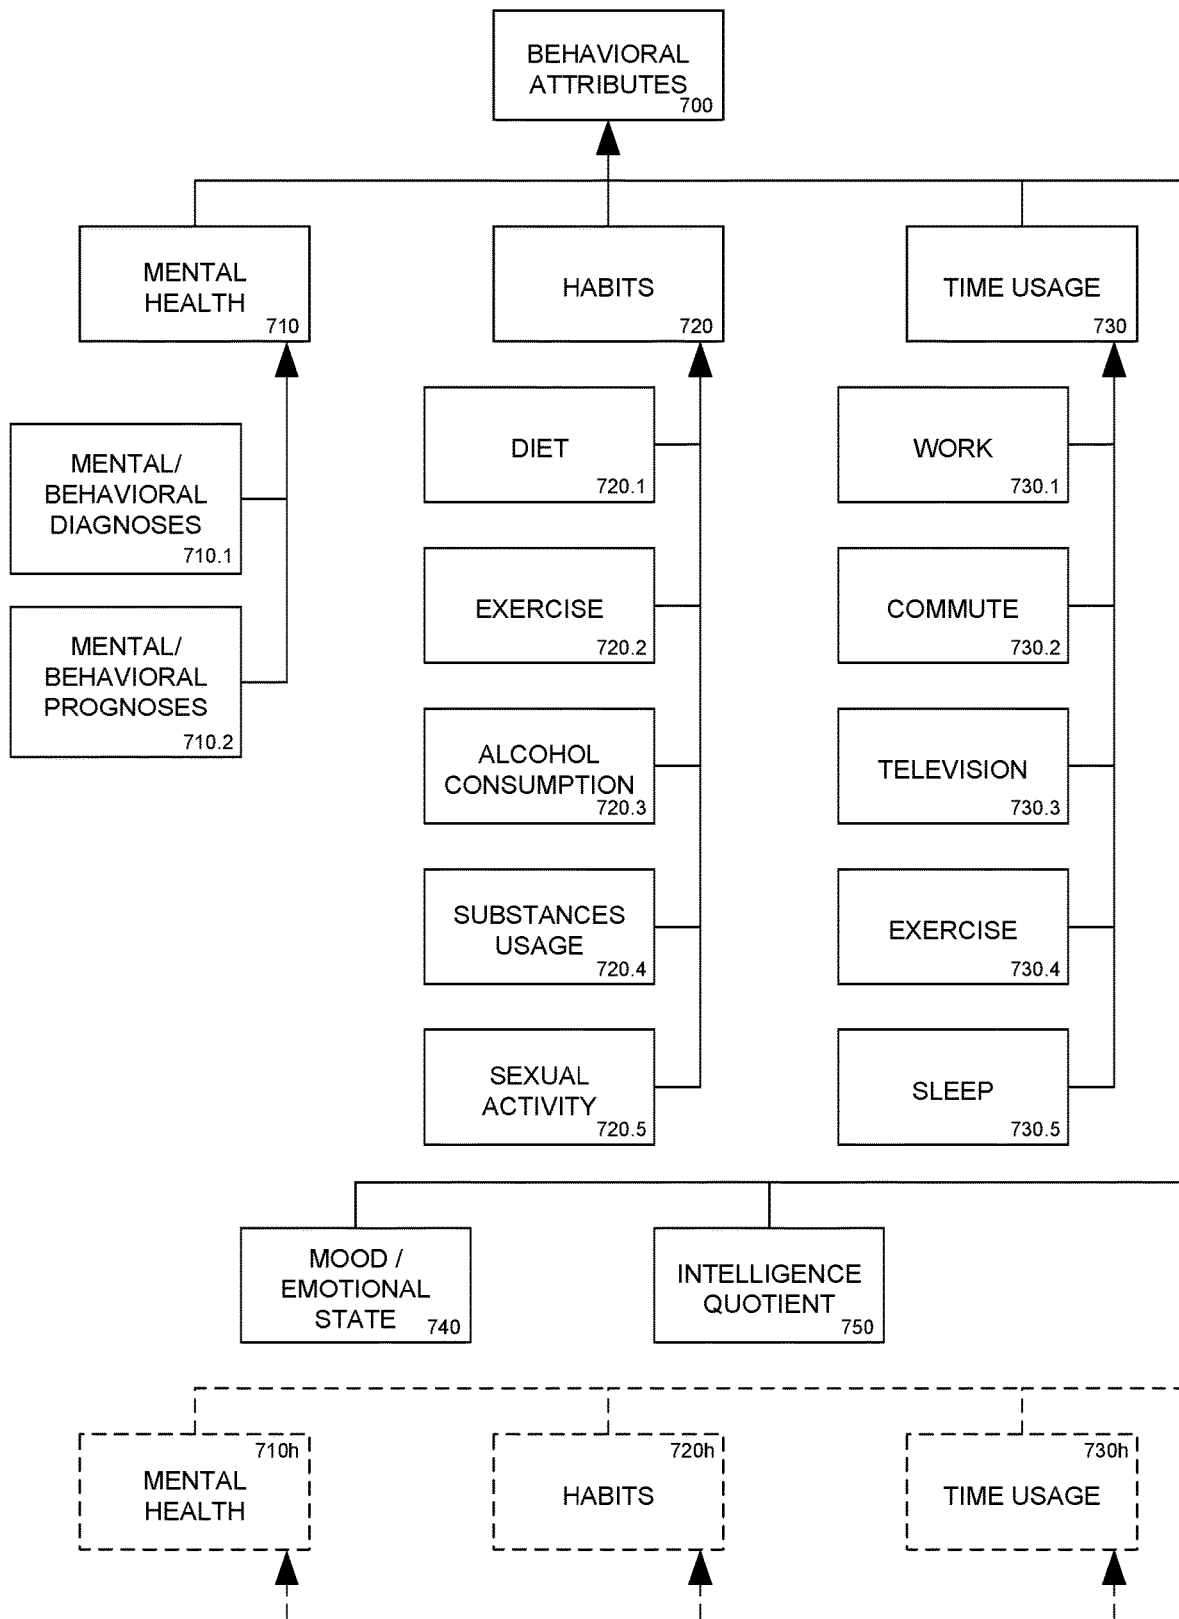 BEHAVIORAL
ATTRIBUTES
700
MENTAL
HEALTH
710
HABITS
720
TIME USAGE
730
MENTAL/
BEHAVIORAL
DIAGNOSES
710.1
MENTAL/
BEHAVIORAL
PROGNOSES
710.2
DIET
720.1
EXERCISE
720.2
ALCOHOL
CONSUMPTION
720.3
SUBSTANCES
USAGE
720.4
SEXUAL
ACTIVITY
720.5
WORK
730.1
COMMUTE
730.2
TELEVISION
730.3
EXERCISE
730.4
SLEEP
730.5
MOOD /
EMOTIONAL
STATE
740
INTELLIGENCE
QUOTIENT
750
710h
MENTAL
HEALTH
720h
HABITS
730h
TIME USAGE